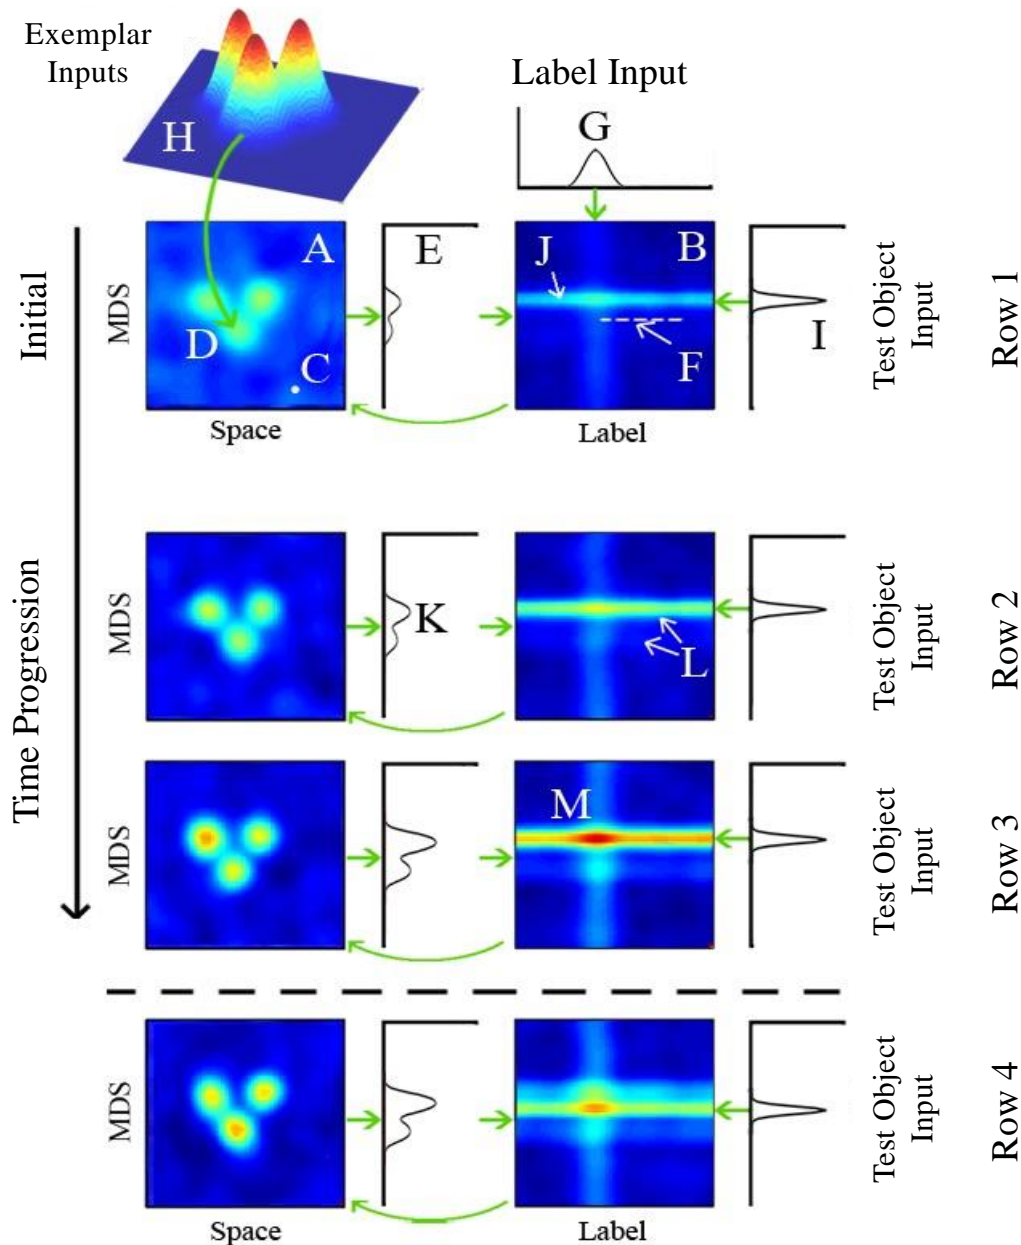 Exemplar
Inputs
Label Input
H
G
A
E
J
B
D
C
F
I
Initial
MDS
Space
Label
Test Object
Input
Row 1
Time Progression
MDS
K
L
Test Object
Input
Row 2
MDS
M
Test Object
Input
Row 3
MDS
Space
Label
Test Object
Input
Row 4